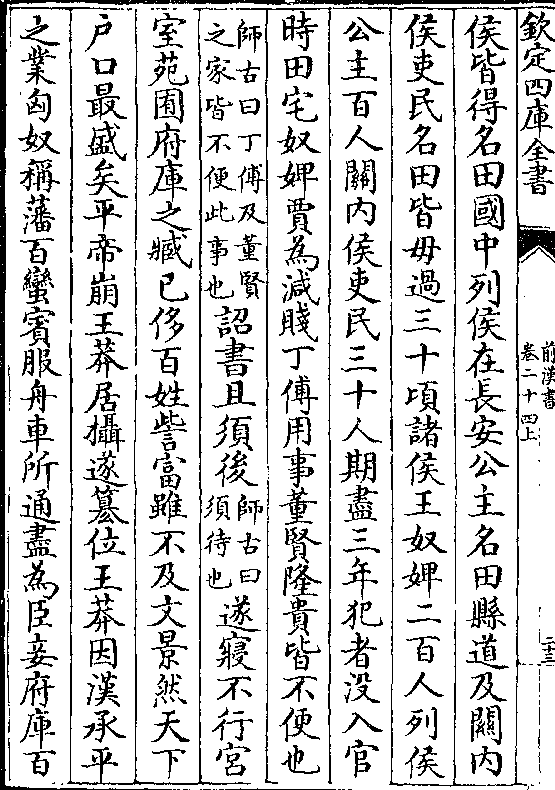 欽定四庫全書
前漢書
卷二十四上
二十三
侯皆得名田國中列侯在長安公主名田縣道及關内
侯吏民名田皆毋過三十頃諸侯王奴婢二百人列侯
公主百人關内侯吏民三十人期盡三年犯者没入官
時田宅奴婢賈為減賤丁傅用事董賢隆貴皆不便也
師古曰丁傅及董賢
之家皆不便此事也
詔書且須後
師古曰
須待也
遂寢不行宮
室苑囿府庫之臧已侈百姓訾富雖不及文景然天下
户口最盛矣平帝崩王莽居攝遂簒位王莽因漢承平
之業匈奴稱藩百蠻賓服舟車所通盡為臣妾府庫百